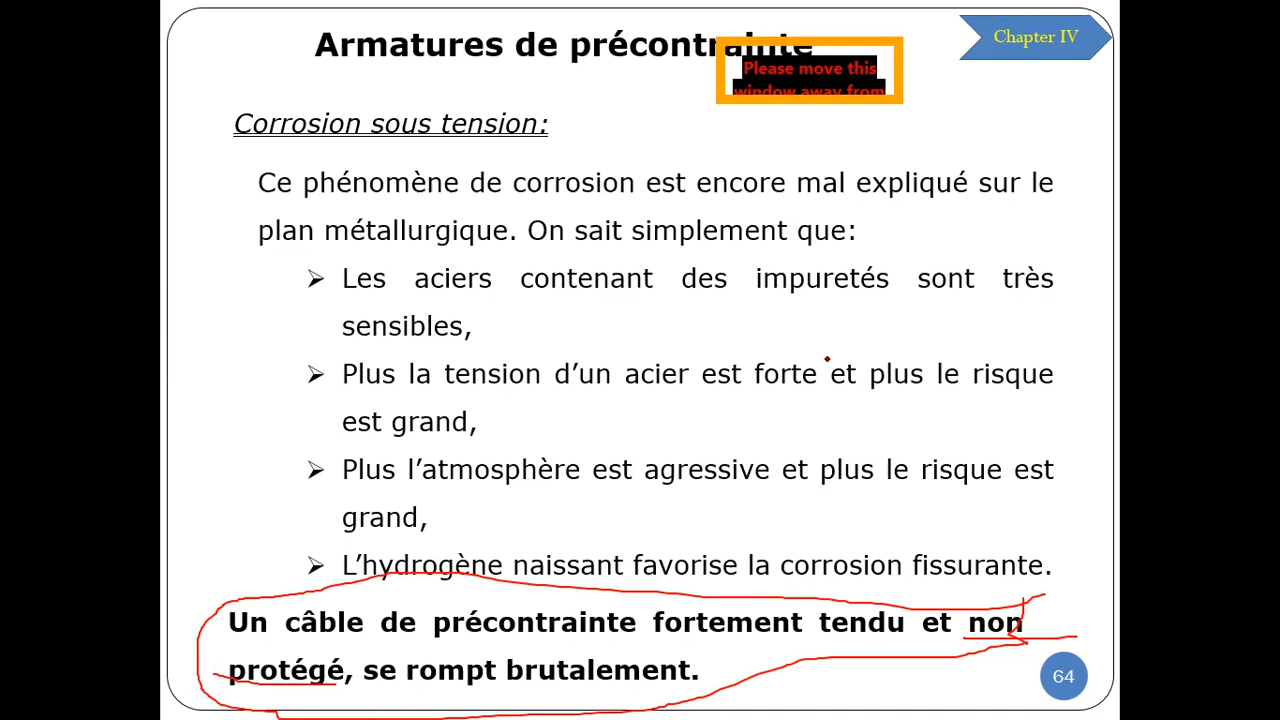 Armatures de précontrainte
Chapter IV
Please move this
window away from
Corrosion sous tension:
Ce phénomène de corrosion est encore mal expliqué sur le
plan métallurgique. On sait simplement que:
➢ Les aciers contenant des impuretés sont très
sensibles,
➢ Plus la tension d’un acier est forte et plus le risque
est grand,
➢ Plus l’atmosphère est agressive et plus le risque est
grand,
➢ L’hydrogène naissant favorise la corrosion fissurante.
Un câble de précontrainte fortement tendu et non
protégé, se rompt brutalement.
64